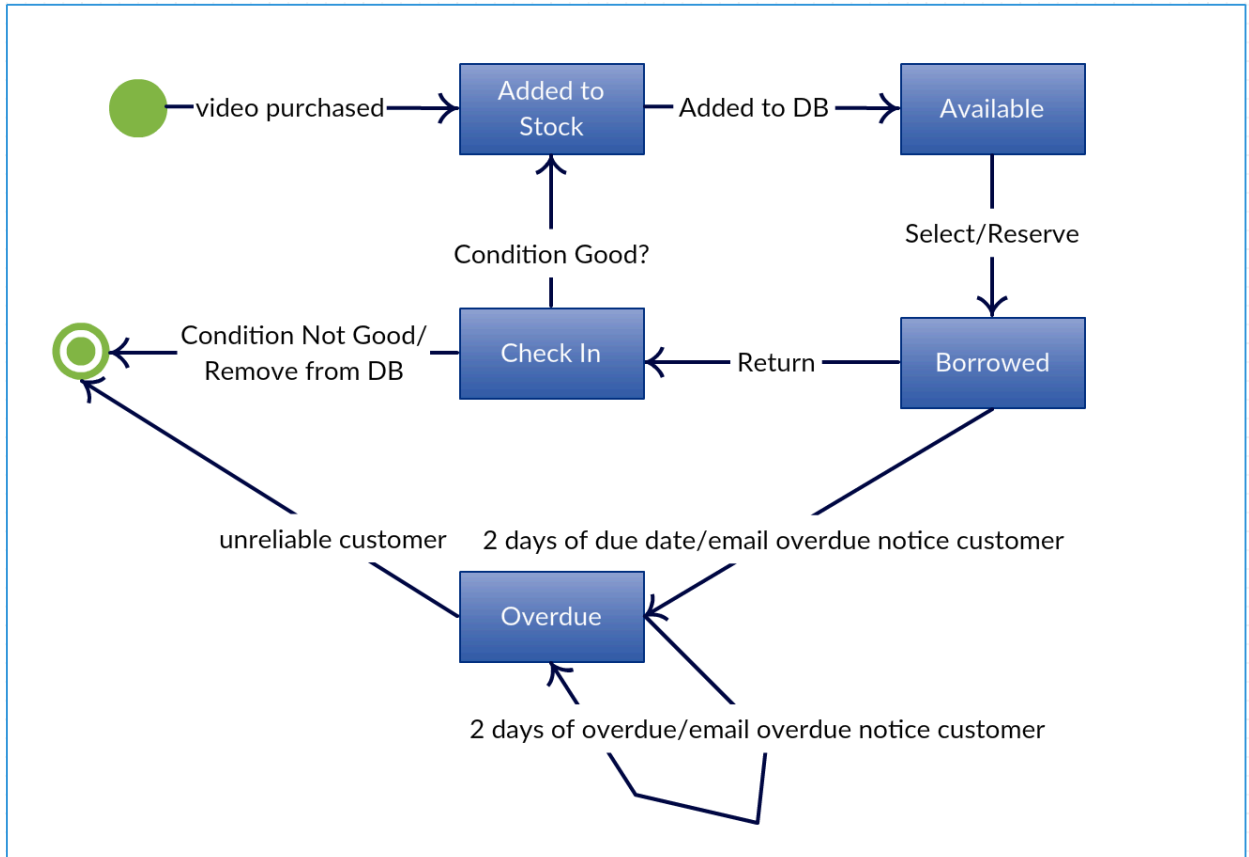 video purchased
Added to
Stock
Added to DB
Available
Select/Reserve
Condition Good?
Condition Not Good/
Remove from DB
Check In
Return
Borrowed
unreliable customer
2 days of due date/email overdue notice customer
Overdue
2 days of overdue/email overdue notice customer